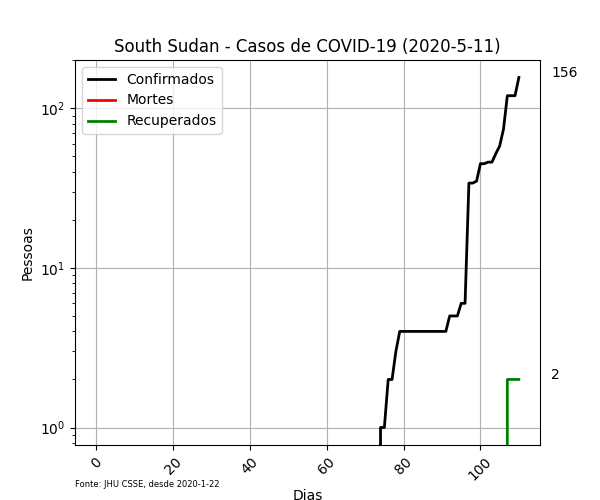 South Sudan - Casos de COVID-19 (2020-5-11)
Confirmados
Mortes
Recuperados
156
2
10²
10¹
10⁰
Pessoas
0 20 40 60 80 100
Fonte: JHU CSSE, desde 2020-1-22
Dias